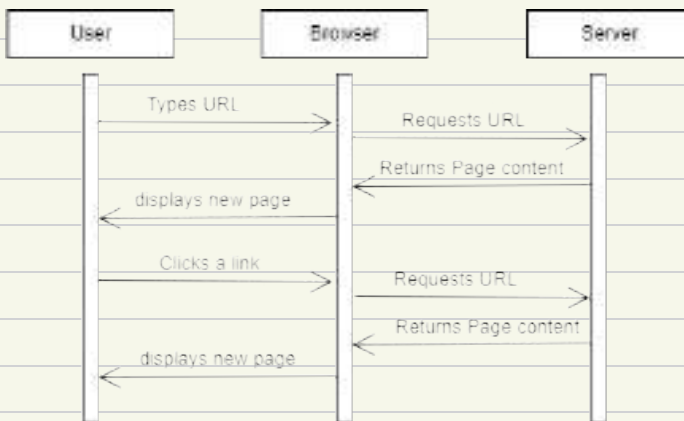 User
Browser
Server
Types URL
Requests URL
Returns Page content
displays new page
Clicks a link
Requests URL
Returns Page content
displays new page